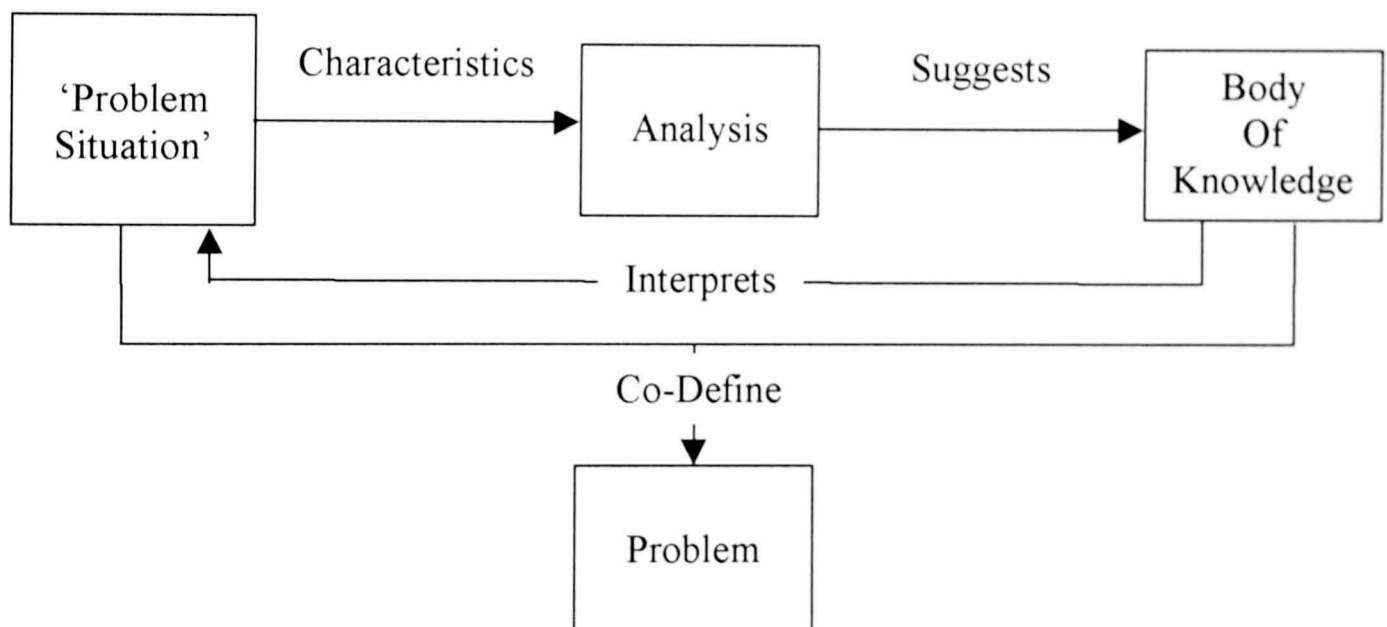 ‘Problem
Situation’
Characteristics
Analysis
Suggests
Body
Of
Knowledge
Interprets
Co-Define
Problem